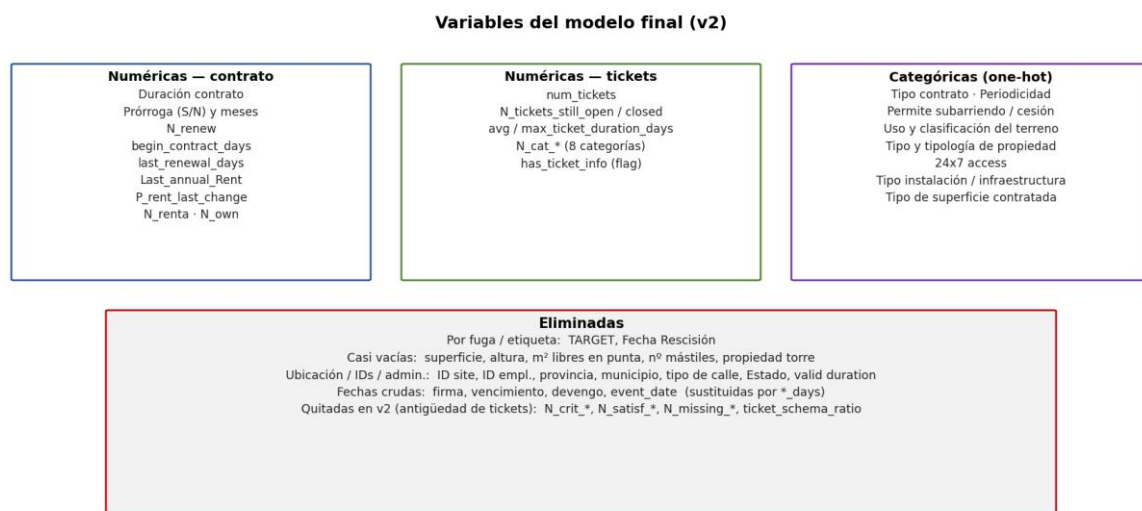 Variables del modelo final (v2)
Numéricas — contrato
Duración contrato
Prórroga (S/N) y meses
N_renew
begin_contract_days
last_renewal_days
Last_annual_Rent
P_rent_last_change
N_renta · N_own
Numéricas — tickets
num_tickets
N_tickets_still_open / closed
avg / max_ticket_duration_days
N_cat_* (8 categorías)
has_ticket_info (flag)
Categóricas (one-hot)
Tipo contrato · Periodicidad
Permite subarriendo / cesión
Uso y clasificación del terreno
Tipo y tipología de propiedad
24x7 access
Tipo instalación / infraestructura
Tipo de superficie contratada
Eliminadas
Por fuga / etiqueta: TARGET, Fecha Rescisión
Casi vacías: superficie, altura, m² libres en punta, nº mástiles, propiedad torre
Ubicación / IDs / admin.: ID site, ID empl., provincia, municipio, tipo de calle, Estado, valid duration
Fechas crudas: firma, vencimiento, devengo, event_date (sustituidas por *_days)
Quitadas en v2 (antigüedad de tickets): N_crit_*, N_satisf_*, N_missing_*, ticket_schema_ratio